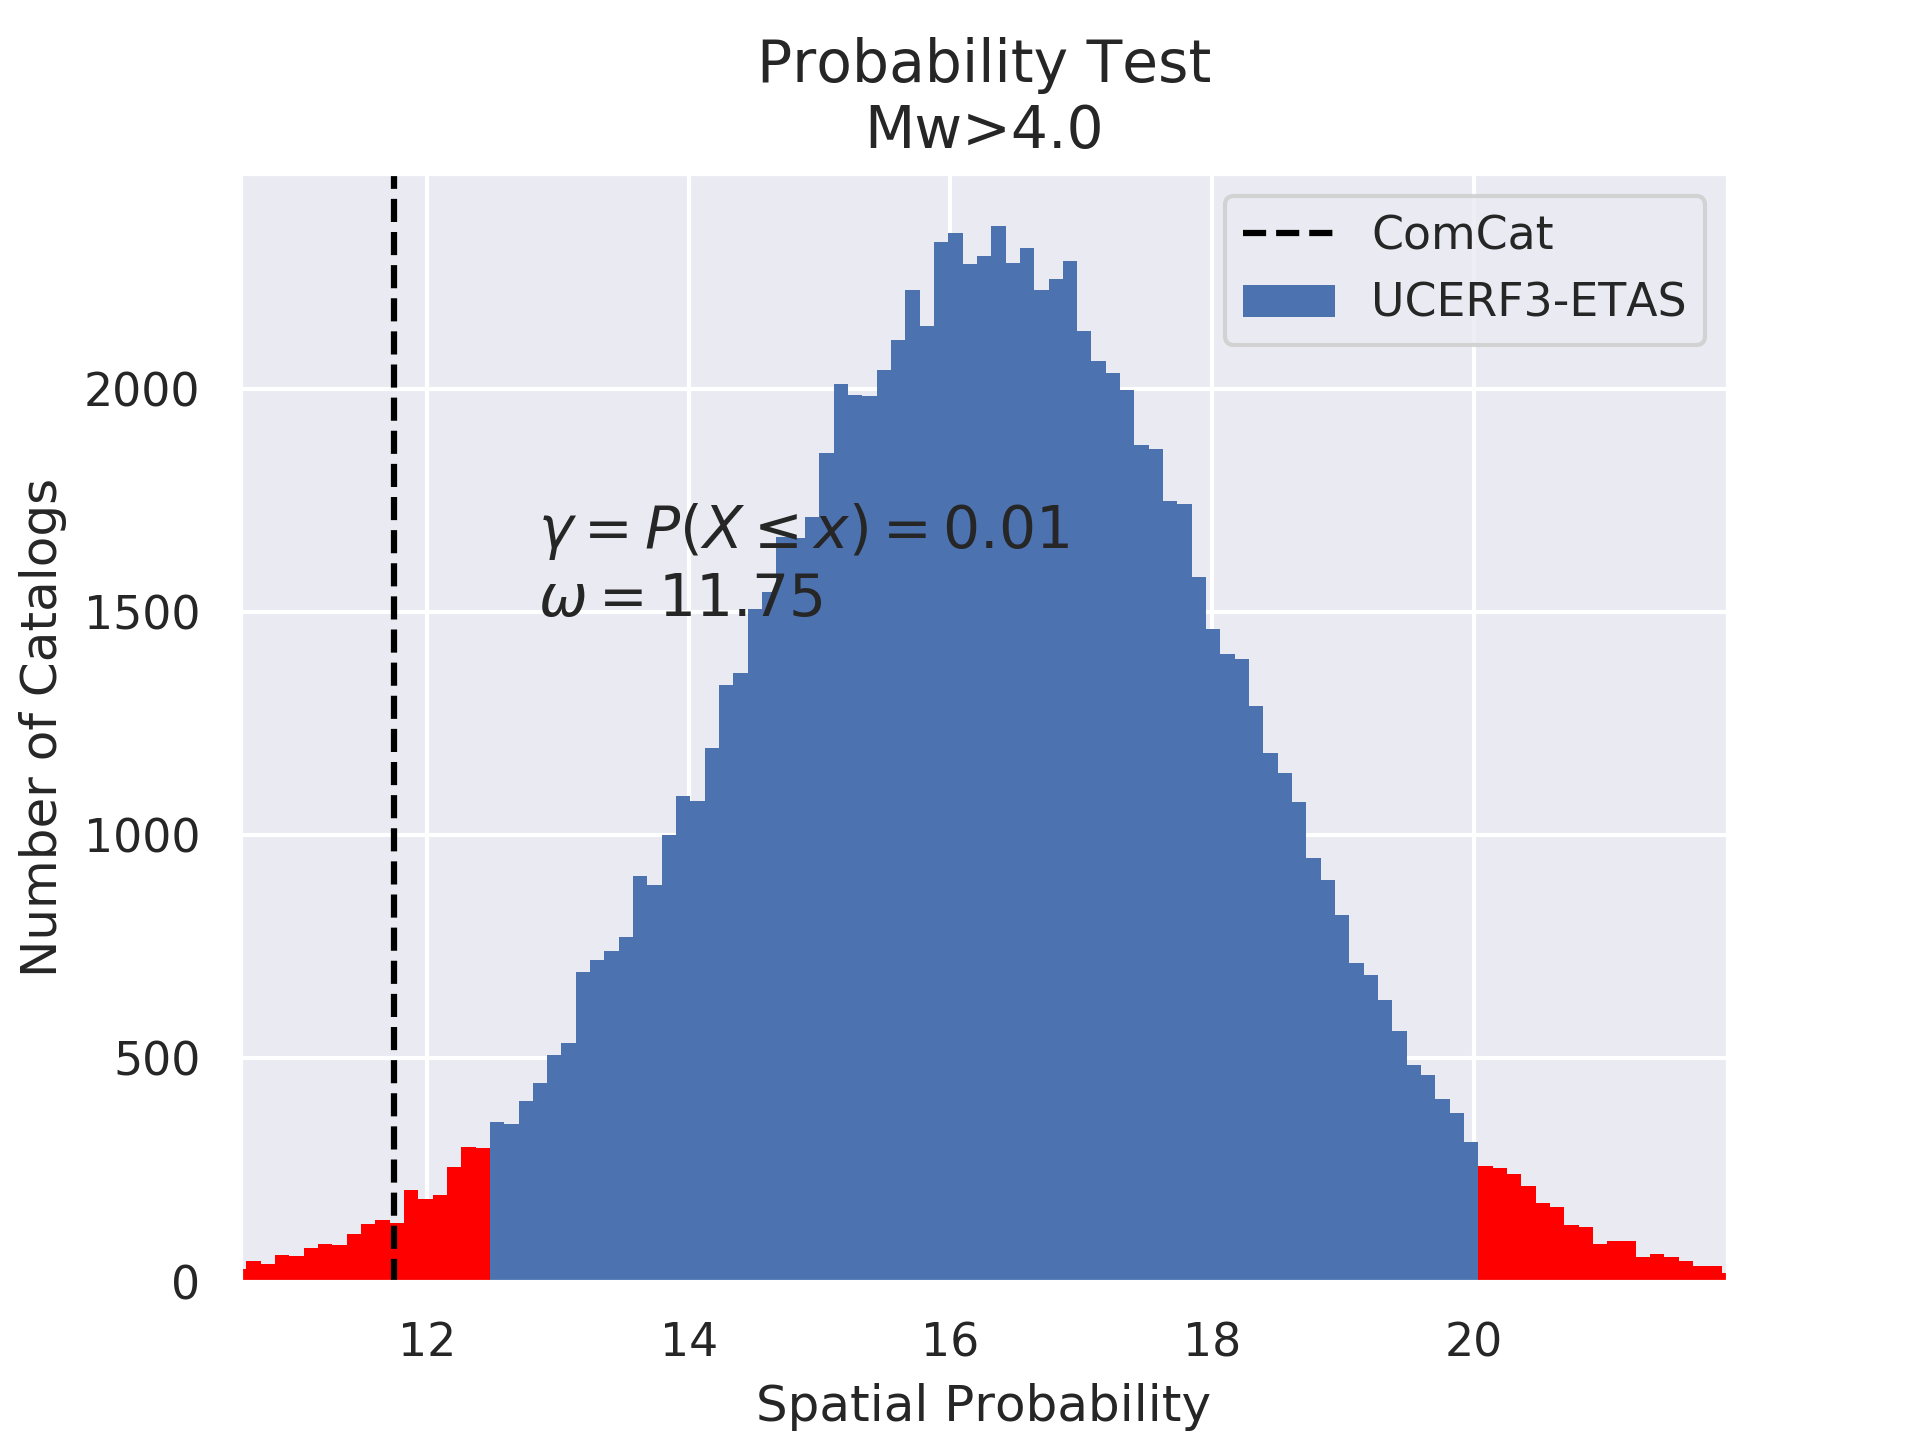 Probability Test
Mw>4.0
ComCat
UCERF3-ETAS
γ = P(X ≤ x) = 0.01
ω = 11.75
Number of Catalogs
2000
1500
1000
500
0
12 14 16 18 20
Spatial Probability